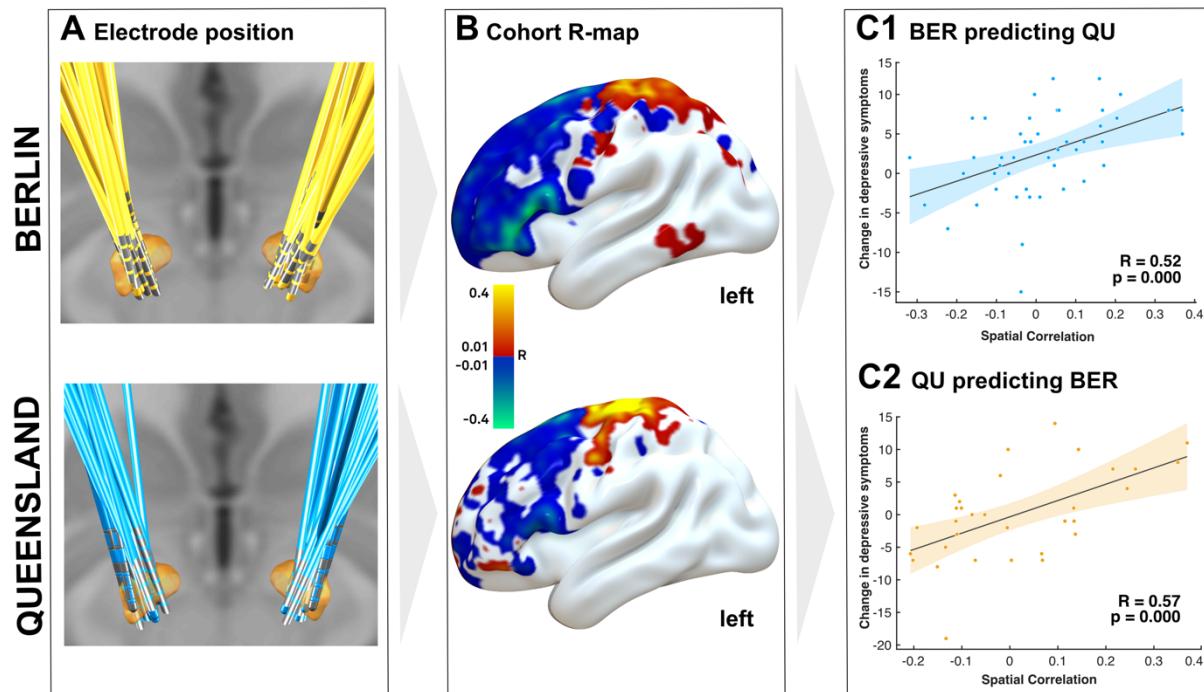 A Electrode position
B Cohort R-map
C1 BER predicting QU
BERLIN
QUEENSLAND
left
0.4
0.01
-0.01
R
-0.4
left
Change in depressive symptoms
15
10
5
0
-5
-10
-15
R = 0.52
p = 0.000
-0.3 -0.2 -0.1 0 0.1 0.2 0.3 0.4
Spatial Correlation
C2 QU predicting BER
Change in depressive symptoms
15
10
5
0
-5
-10
-15
-20
R = 0.57
p = 0.000
-0.2 -0.1 0 0.1 0.2 0.3 0.4
Spatial Correlation